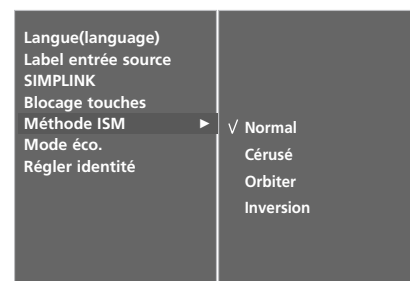 Langue(language)
Label entrée source
SIMPLINK
Blocage touches
Méthode ISM ►
Mode éco.
Régler identité
√ Normal
Cérusé
Orbiter
Inversion